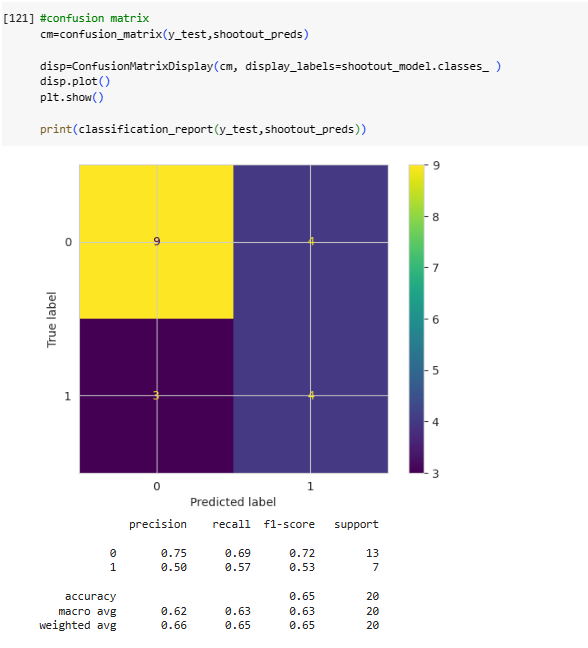 [121] #confusion matrix
cm=confusion_matrix(y_test,shootout_preds)
disp=ConfusionMatrixDisplay(cm, display_labels=shootout_model.classes_ )
disp.plot()
plt.show()
print(classification_report(y_test,shootout_preds))
9
8
7
6
5
4
3
0
9 4
True label
1
3 4
0 1
Predicted label
precision recall f1-score support
0 0.75 0.69 0.72 13
1 0.50 0.57 0.53 7
accuracy 0.65 20
macro avg 0.62 0.63 0.63 20
weighted avg 0.66 0.65 0.65 20